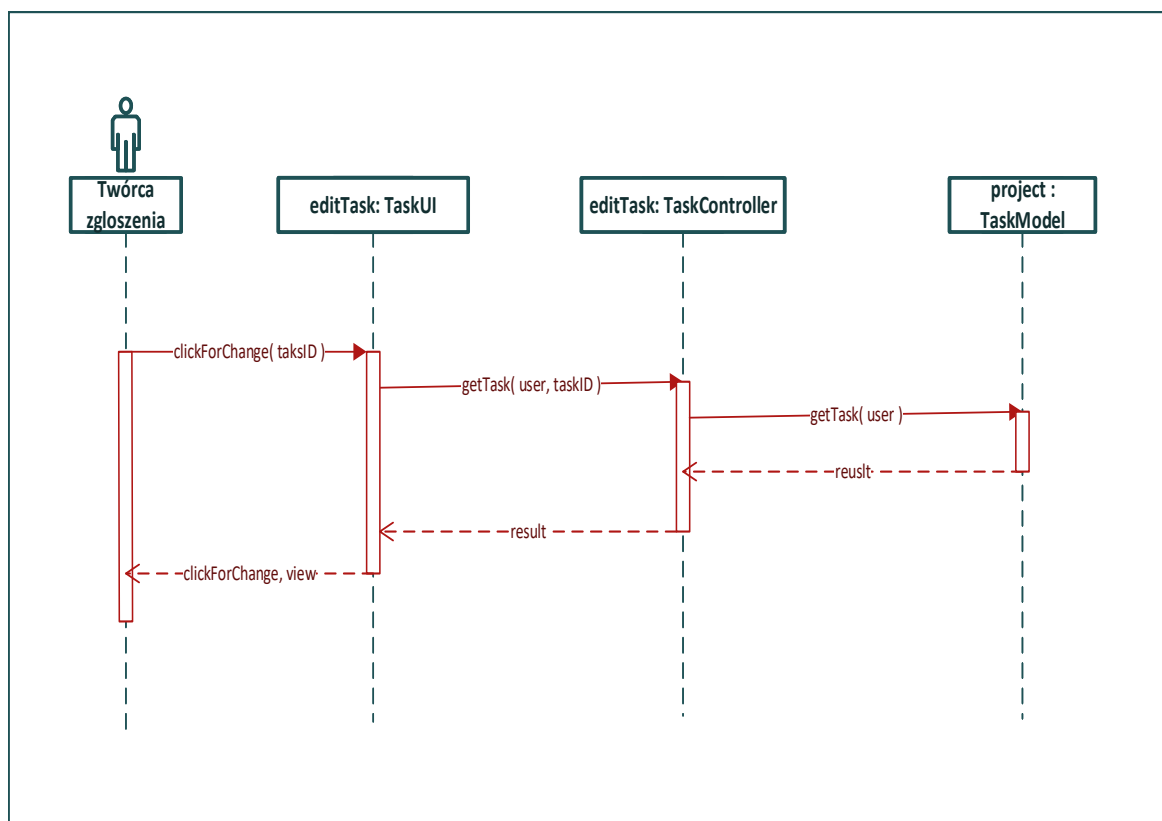 Twórca
zgloszenia
editTask: TaskUI
editTask: TaskController
project :
TaskModel
clickForChange( taksID )
getTask( user, taskID )
getTask( user )
reuslt
result
clickForChange, view